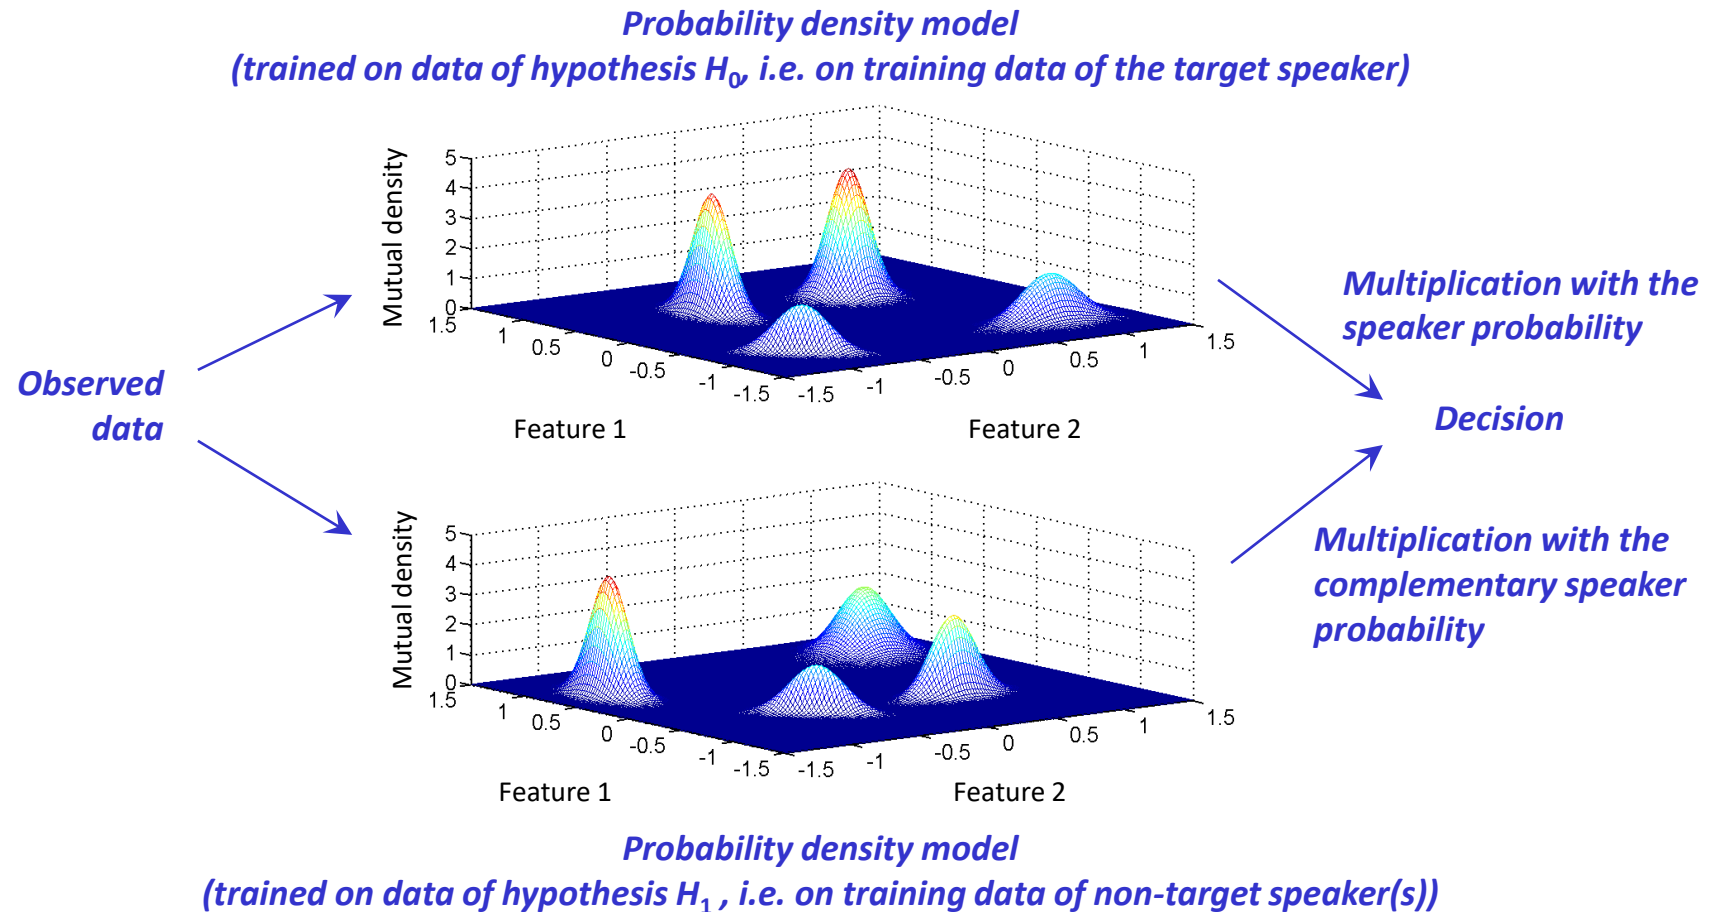 Probability density model
(trained on data of hypothesis H0, i.e. on training data of the target speaker)
Mutual density
5
4
3
2
1
0
1.5
1
0.5
0
-0.5
-1
-1.5
-1.5
-1
-0.5
0
0.5
1
1.5
Feature 1
Feature 2
Multiplication with the
speaker probability
Observed
data
Decision
Mutual density
5
4
3
2
1
0
1.5
1
0.5
0
-0.5
-1
-1.5
-1.5
-1
-0.5
0
0.5
1
1.5
Feature 1
Feature 2
Multiplication with the
complementary speaker
probability
Probability density model
(trained on data of hypothesis H1 , i.e. on training data of non-target speaker(s))